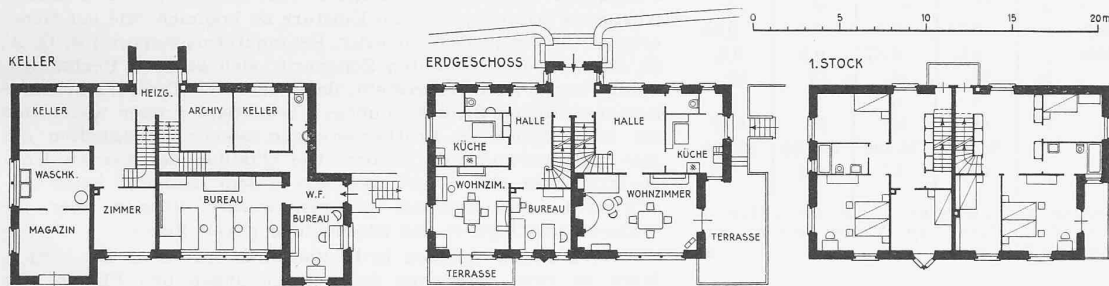 KELLER
KELLER
HEIZG.
ARCHIV
KELLER
WASCHK.
ZIMMER
BUREAU
W.F.
MAGAZIN
BUREAU
ERDGESCHOSS
HALLE
HALLE
KÜCHE
KÜCHE
WOHNZIM.
BUREAU
WOHNZIMMER
TERRASSE
TERRASSE
0 5 10 15 20 m
1. STOCK